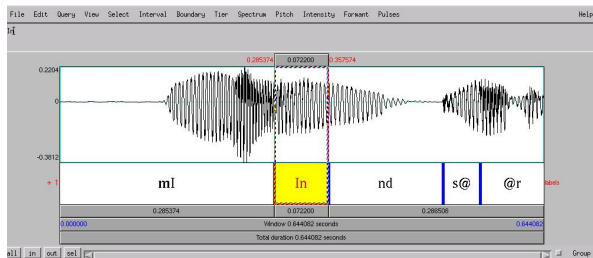 File Edit Query View Select Interval Boundary Tier Spectrum Pitch Intensity Formant Pulses Help
In
0.285374 0.072200 0.357574
0.2204
0
-0.3812
+ 1 mI In nd s@ @r labels
0.285374 0.072200 0.286508
0.000000 Window 0.644082 seconds 0.644082
Total duration 0.644082 seconds
all in out sel Group